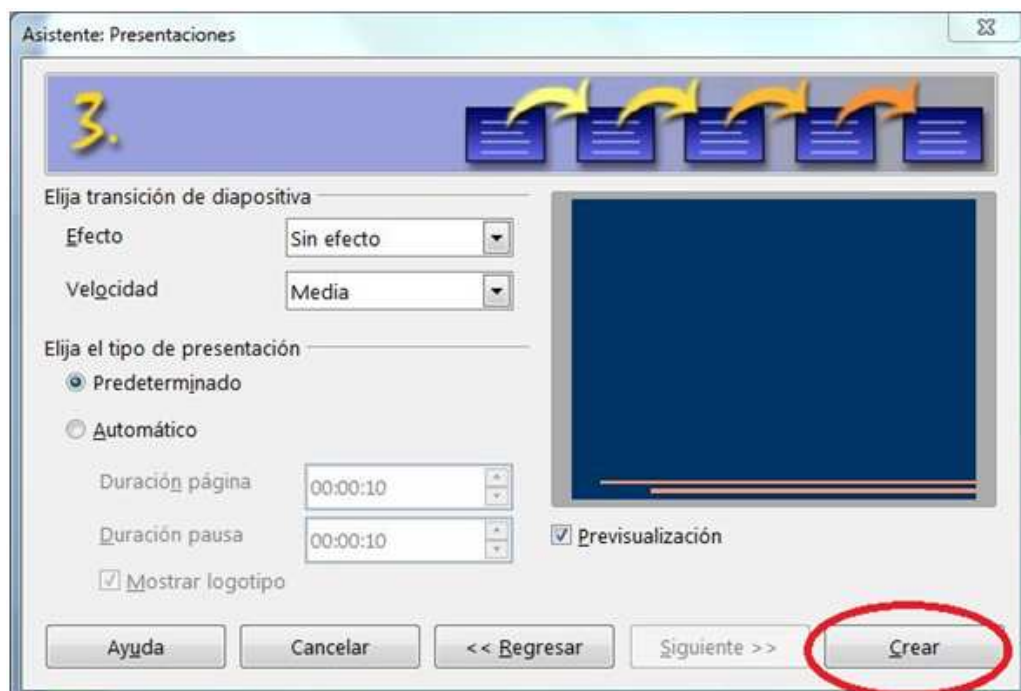 Asistente: Presentaciones
3.
Elija transición de diapositiva
Efecto
Sin efecto
Velocidad
Media
Elija el tipo de presentación
Predeterminado
Automático
Duración página
00:00:10
Duración pausa
00:00:10
Mostrar logotipo
Previsualización
Ayuda
Cancelar
<< Regresar
Siguiente >>
Crear